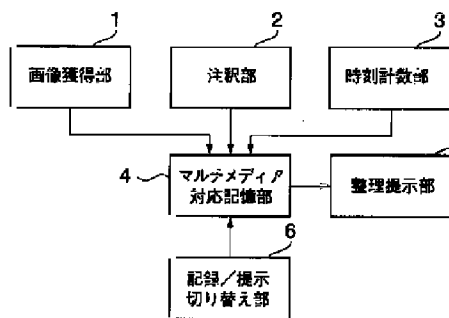 1
2
3
画像獲得部
注釈部
時刻計数部
4
マルチメディア
対応記憶部
整理提示部
6
記録／提示
切り替え部